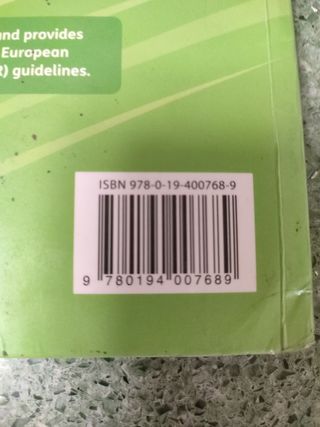 and provides
European
R) guidelines.
ISBN 978-0-19-400768-9
9 780194 007689